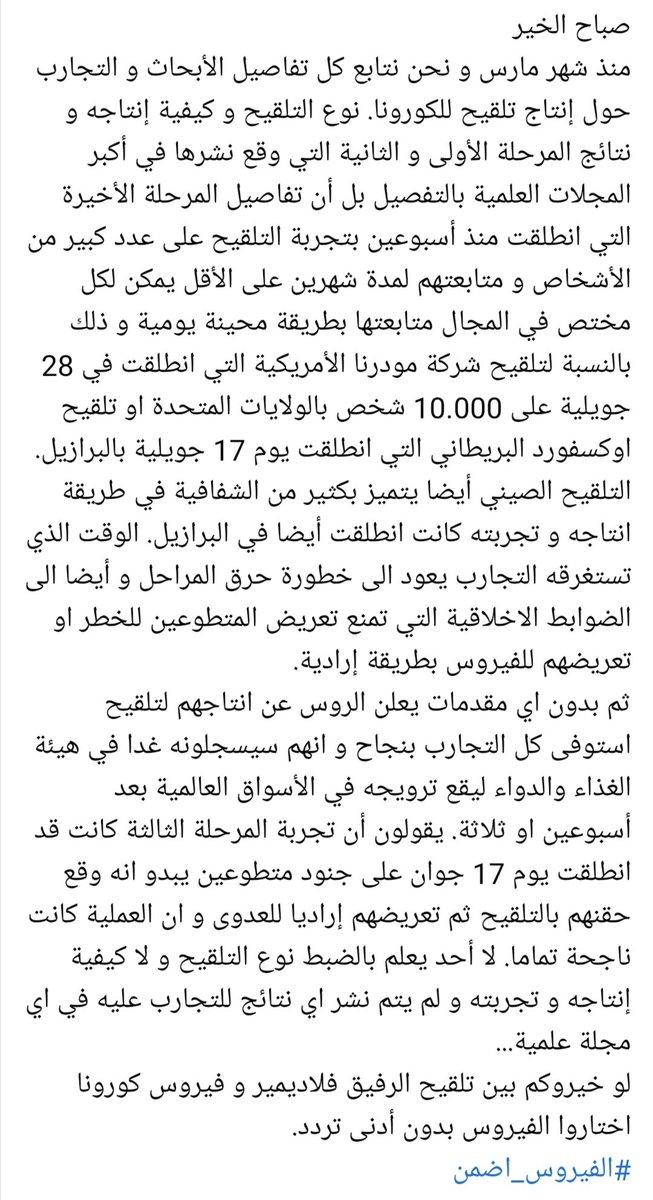 صباح الخير
منذ شهر مارس و نحن نتابع كل تفاصيل الأبحاث و التجارب
حول إنتاج تلقيح للكورونا. نوع التلقيح و كيفية إنتاجه و
نتائج المرحلة الأولى و الثانية التي وقع نشرها في أكبر
المجلات العلمية بالتفصيل بل أن تفاصيل المرحلة الأخيرة
التي انطلقت منذ أسبوعين بتجربة التلقيح على عدد كبير من
الأشخاص و متابعتهم لمدة شهرين على الأقل يمكن لكل
مختص في المجال متابعتها بطريقة محينة يومية و ذلك
بالنسبة لتلقيح شركة مودرنا الأمريكية التي انطلقت في 28
جويلية على 10.000 شخص بالولايات المتحدة او تلقيح
اوكسفورد البريطاني التي انطلقت يوم 17 جويلية بالبرازيل.
التلقيح الصيني أيضا يتميز بكثير من الشفافية في طريقة
انتاجه و تجربته كانت انطلقت أيضا في البرازيل. الوقت الذي
تستغرقه التجارب يعود الى خطورة حرق المراحل و أيضا الى
الضوابط الاخلاقية التي تمنع تعريض المتطوعين للخطر او
تعريضهم للفيروس بطريقة إرادية.
ثم بدون اي مقدمات يعلن الروس عن انتاجهم لتلقيح
استوفى كل التجارب بنجاح و انهم سيسجلونه غدا في هيئة
الغذاء والدواء ليقع ترويجه في الأسواق العالمية بعد
أسبوعين او ثلاثة. يقولون أن تجربة المرحلة الثالثة كانت قد
انطلقت يوم 17 جوان على جنود متطوعين يبدو انه وقع
حقنهم بالتلقيح ثم تعريضهم إراديا للعدوى و ان العملية كانت
ناجحة تماما. لا أحد يعلم بالضبط نوع التلقيح و لا كيفية
إنتاجه و تجربته و لم يتم نشر اي نتائج للتجارب عليه في اي
مجلة علمية...
لو خيروكم بين تلقيح الرفيق فلاديمير و فيروس كورونا
اختاروا الفيروس بدون أدنى تردد.
#الفيروس_اضمن